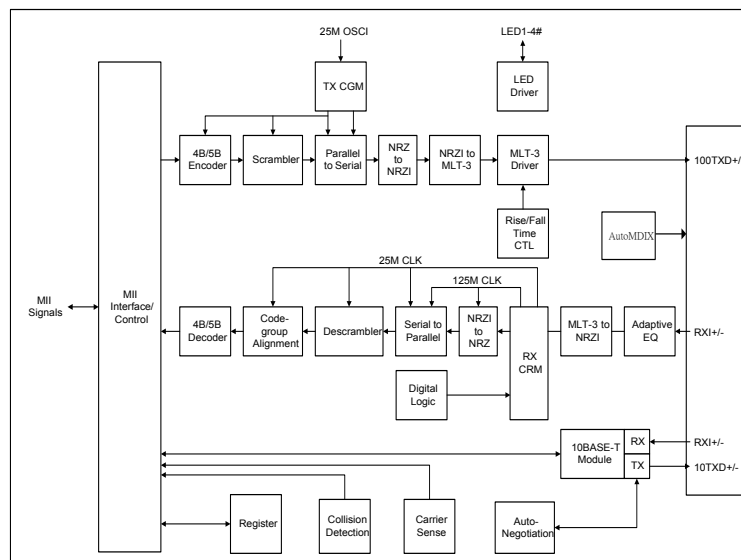 25M OSCI
LED1-4#
TX CGM
LED
Driver
4B/5B
Encoder
Scrambler
Parallel
to Serial
NRZ
to
NRZI
NRZI to
MLT-3
MLT-3
Driver
100TXD+/
Rise/Fall
Time
CTL
AutoMDIX
25M CLK
125M CLK
MII
Signals
MII
Interface/
Control
4B/5B
Decoder
Code-
group
Alignment
Descrambler
Serial to
Parallel
NRZI
to
NRZ
RX
CRM
MLT-3 to
NRZI
Adaptive
EQ
RXI+/-
Digital
Logic
10BASE-T
Module
RX
TX
RXI+/-
10TXD+/-
Register
Collision
Detection
Carrier
Sense
Auto-
Negotiation